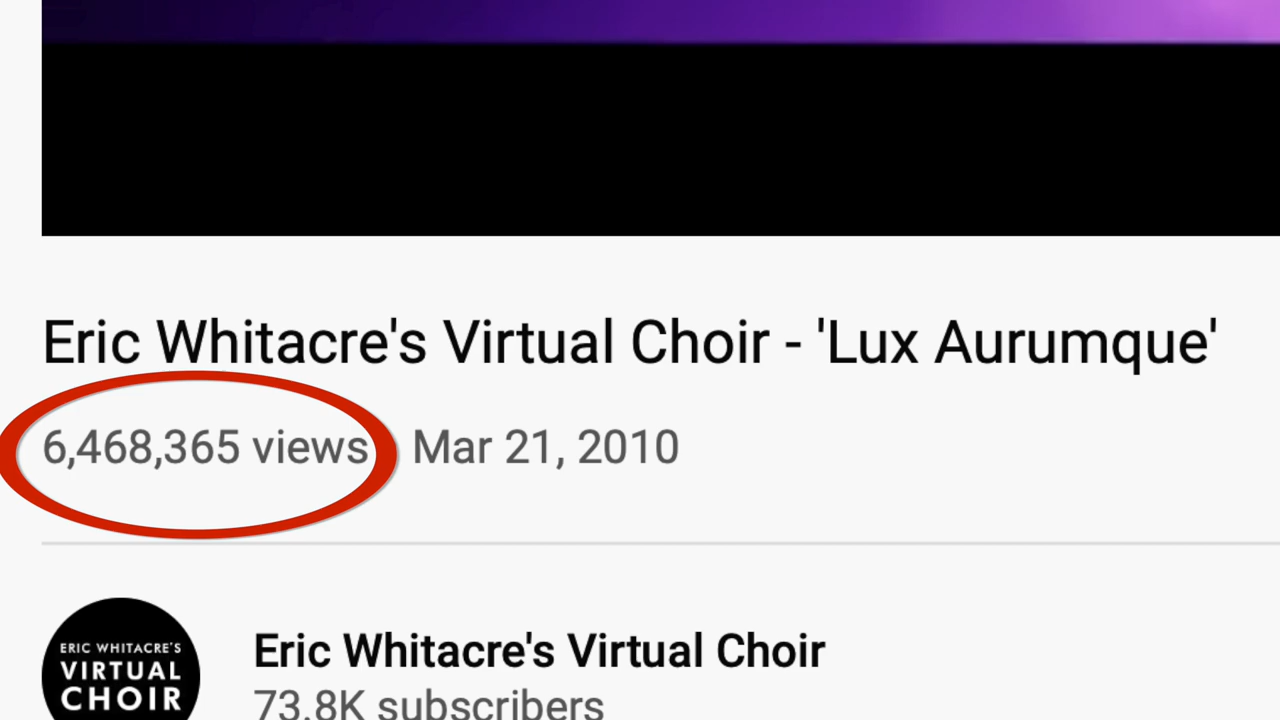 Eric Whitacre's Virtual Choir - 'Lux Aurumque'
6,468,365 views Mar 21, 2010
ERIC WHITACRE'S
VIRTUAL
CHOIR
Eric Whitacre's Virtual Choir
73.8K subscribers